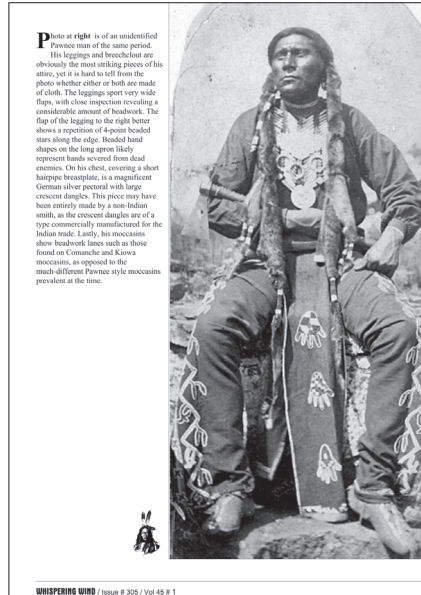 Photo at right is of an unidentified
Pawnee man of the same period.
His leggings and breechclout are
obviously the most striking pieces of his
attire, yet it is hard to tell from the
photo whether either or both are made
of cloth. The leggings sport very wide
flaps, with close inspection revealing a
considerable amount of beadwork. The
flap of the legging to the right better
shows a repetition of 4-point beaded
stars along the edge. Beaded hand
shapes on the long apron likely
represent hands severed from dead
enemies. On his chest, covering a short
hairpipe breastplate, is a magnificent
German silver pectoral with large
crescent dangles. This piece may have
been entirely made by a non-Indian
smith, as the crescent dangles are of a
type commercially manufactured for the
Indian trade. Lastly, his moccasins
show beadwork lanes such as those
found on Comanche and Kiowa
moccasins, as opposed to the
much-different Pawnee style moccasins
prevalent at the time.
WHISPERING WIND / Issue # 305 / Vol 45 # 1